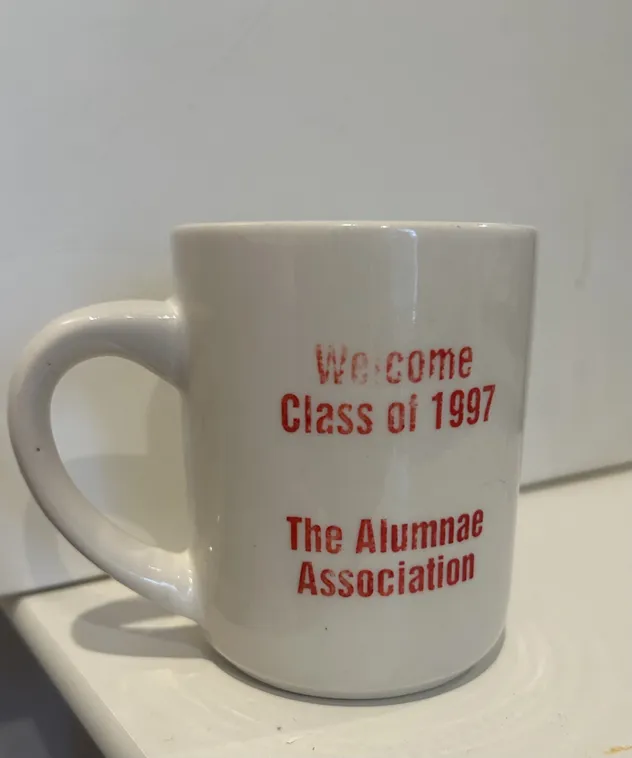 Welcome
Class of 1997
The Alumnae
Association